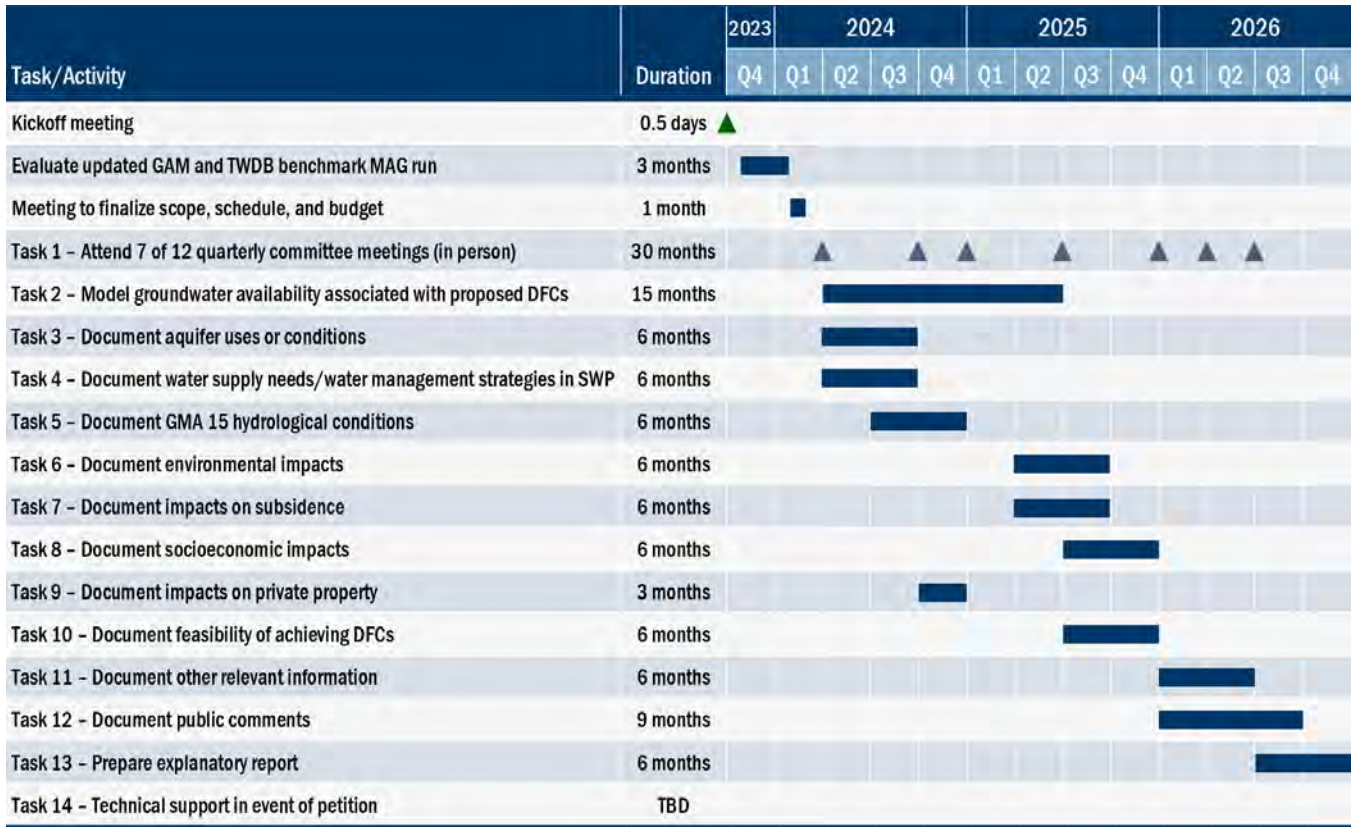 2023 2024 2025 2026
Task/Activity Duration Q4 Q1 Q2 Q3 Q4 Q1 Q2 Q3 Q4 Q1 Q2 Q3 Q4
Kickoff meeting 0.5 days
Evaluate updated GAM and TWDB benchmark MAG run 3 months
Meeting to finalize scope, schedule, and budget 1 month
Task 1 – Attend 7 of 12 quarterly committee meetings (in person) 30 months
Task 2 – Model groundwater availability associated with proposed DFCs 15 months
Task 3 – Document aquifer uses or conditions 6 months
Task 4 – Document water supply needs/water management strategies in SWP 6 months
Task 5 – Document GMA 15 hydrological conditions 6 months
Task 6 – Document environmental impacts 6 months
Task 7 – Document impacts on subsidence 6 months
Task 8 – Document socioeconomic impacts 6 months
Task 9 – Document impacts on private property 3 months
Task 10 – Document feasibility of achieving DFCs 6 months
Task 11 – Document other relevant information 6 months
Task 12 – Document public comments 9 months
Task 13 – Prepare explanatory report 6 months
Task 14 – Technical support in event of petition TBD